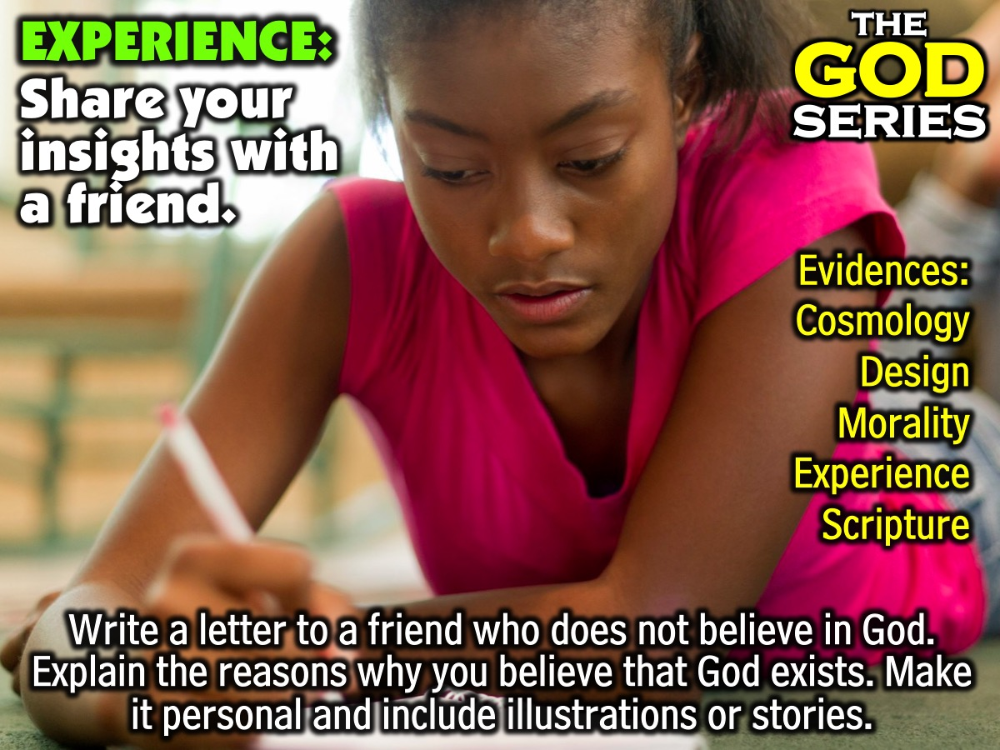 EXPERIENCE:
Share your
insights with
a friend.
THE
GOD
SERIES
Evidences:
Cosmology
Design
Morality
Experience
Scripture
Write a letter to a friend who does not believe in God.
Explain the reasons why you believe that God exists. Make
it personal and include illustrations or stories.